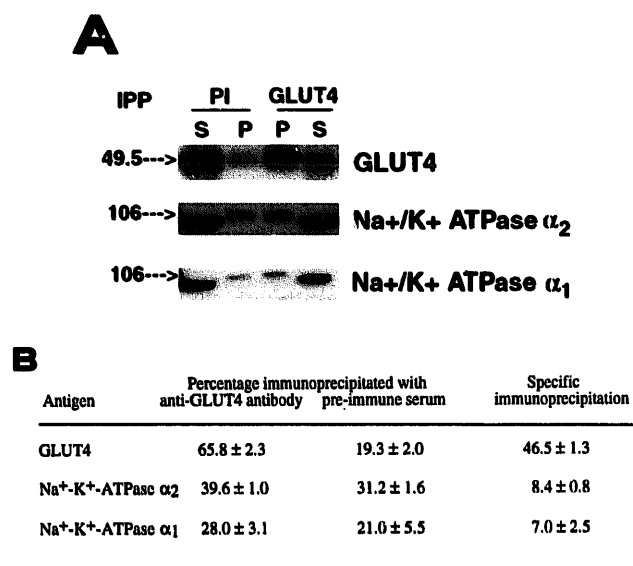 A
IPP PI GLUT4
S P P S
49.5---> GLUT4
106---> Na+/K+ ATPase α2
106---> Na+/K+ ATPase α1
B
Percentage immunoprecipitated with Specific
Antigen anti-GLUT4 antibody pre-immune serum immunoprecipitation
GLUT4 65.8 ± 2.3 19.3 ± 2.0 46.5 ± 1.3
Na+-K+-ATPase α2 39.6 ± 1.0 31.2 ± 1.6 8.4 ± 0.8
Na+-K+-ATPase α1 28.0 ± 3.1 21.0 ± 5.5 7.0 ± 2.5